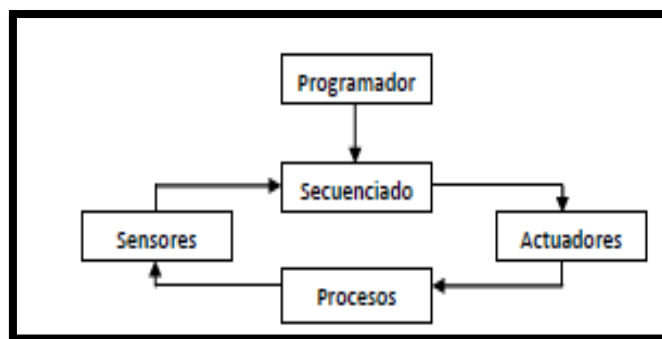 Programador
Secuenciado
Sensores
Actuadores
Procesos